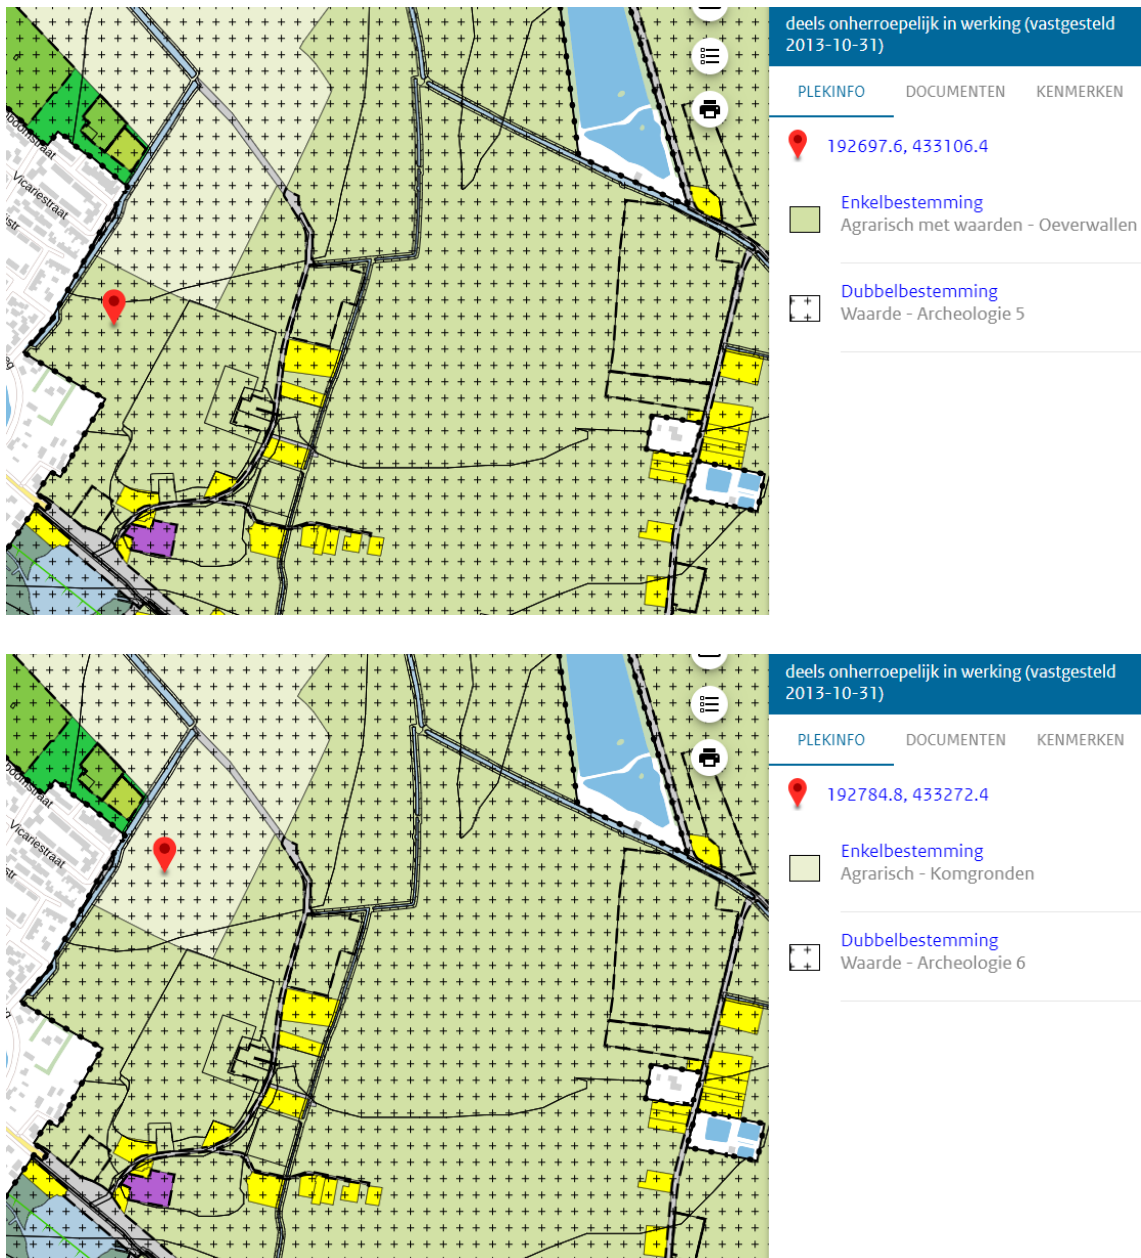 deels onherroepelijk in werking (vastgesteld
2013-10-31)
PLEKINFO DOCUMENTEN KENMERKEN
192697.6, 433106.4
Enkelbestemming
Agrarisch met waarden - Oeverwallen
Dubbelbestemming
Waarde - Archeologie 5
Vicariestraat
deels onherroepelijk in werking (vastgesteld
2013-10-31)
PLEKINFO DOCUMENTEN KENMERKEN
192784.8, 433272.4
Enkelbestemming
Agrarisch - Komgronden
Dubbelbestemming
Waarde - Archeologie 6
Vicariestraat